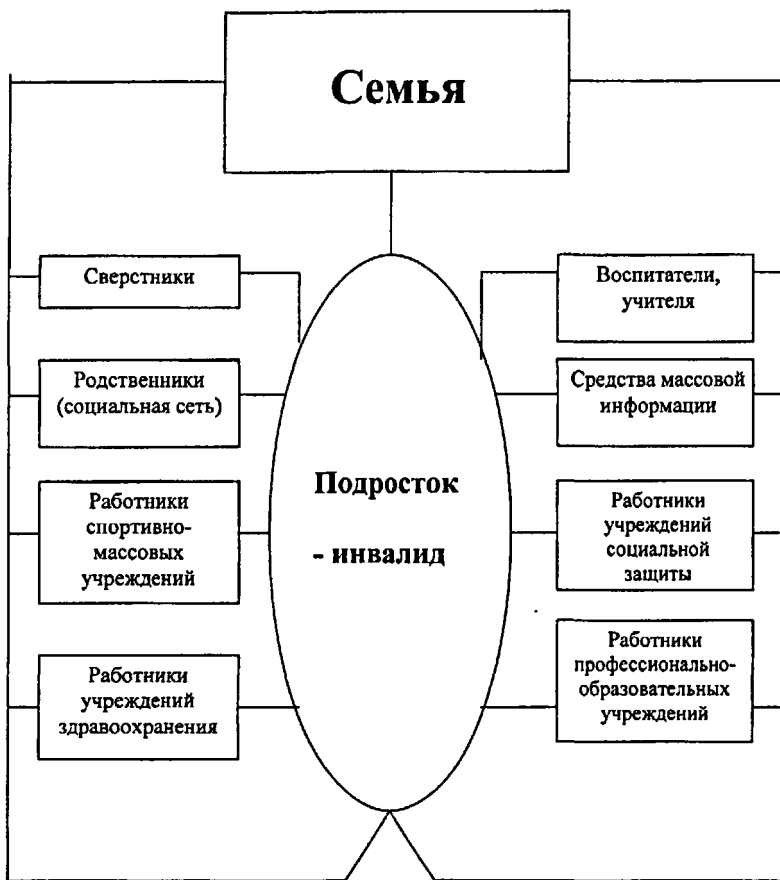 Семья
Сверстники
Родственники
(социальная сеть)
Работники
спортивно-
массовых
учреждений
Работники
учреждений
здравоохранения
Подросток
- инвалид
Воспитатели,
учителя
Средства массовой
информации
Работники
учреждений
социальной
защиты
Работники
профессионально-
образовательных
учреждений